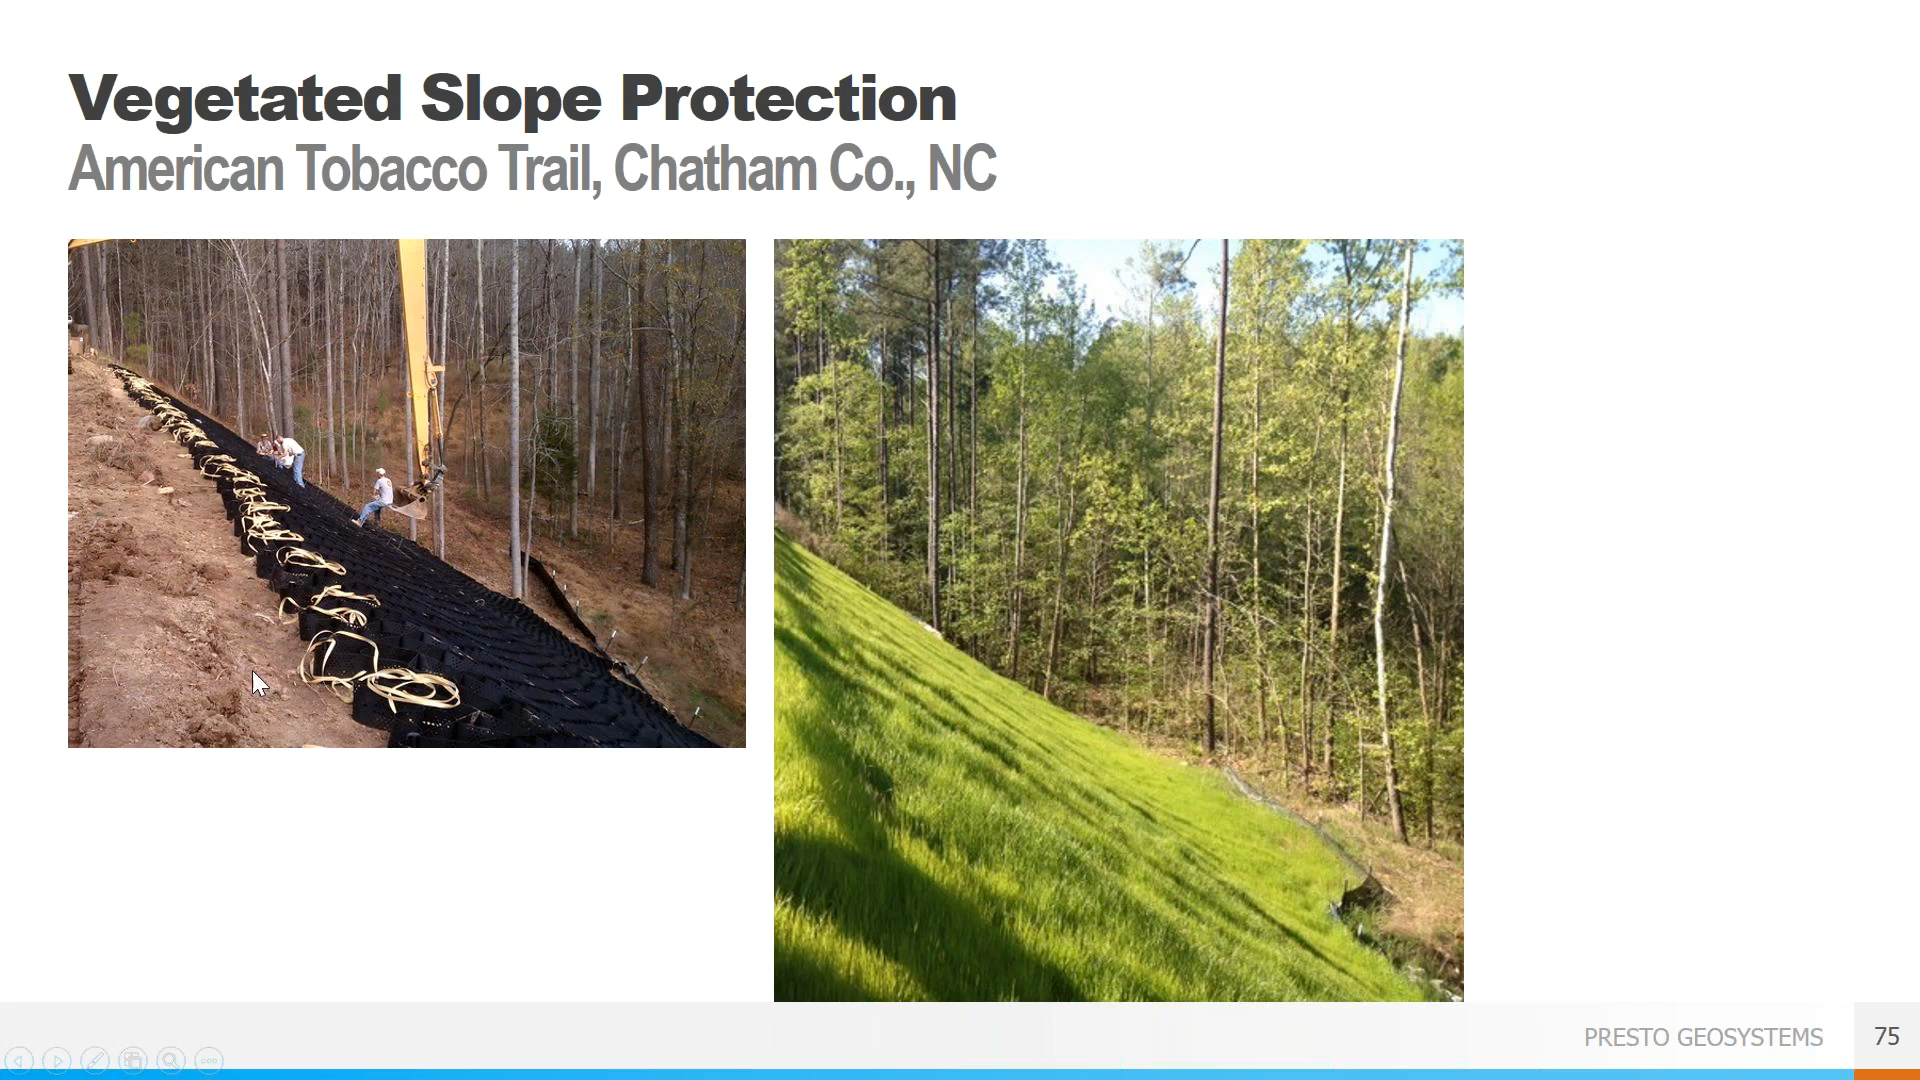 Vegetated Slope Protection
American Tobacco Trail, Chatham Co., NC
PRESTO GEOSYSTEMS
75